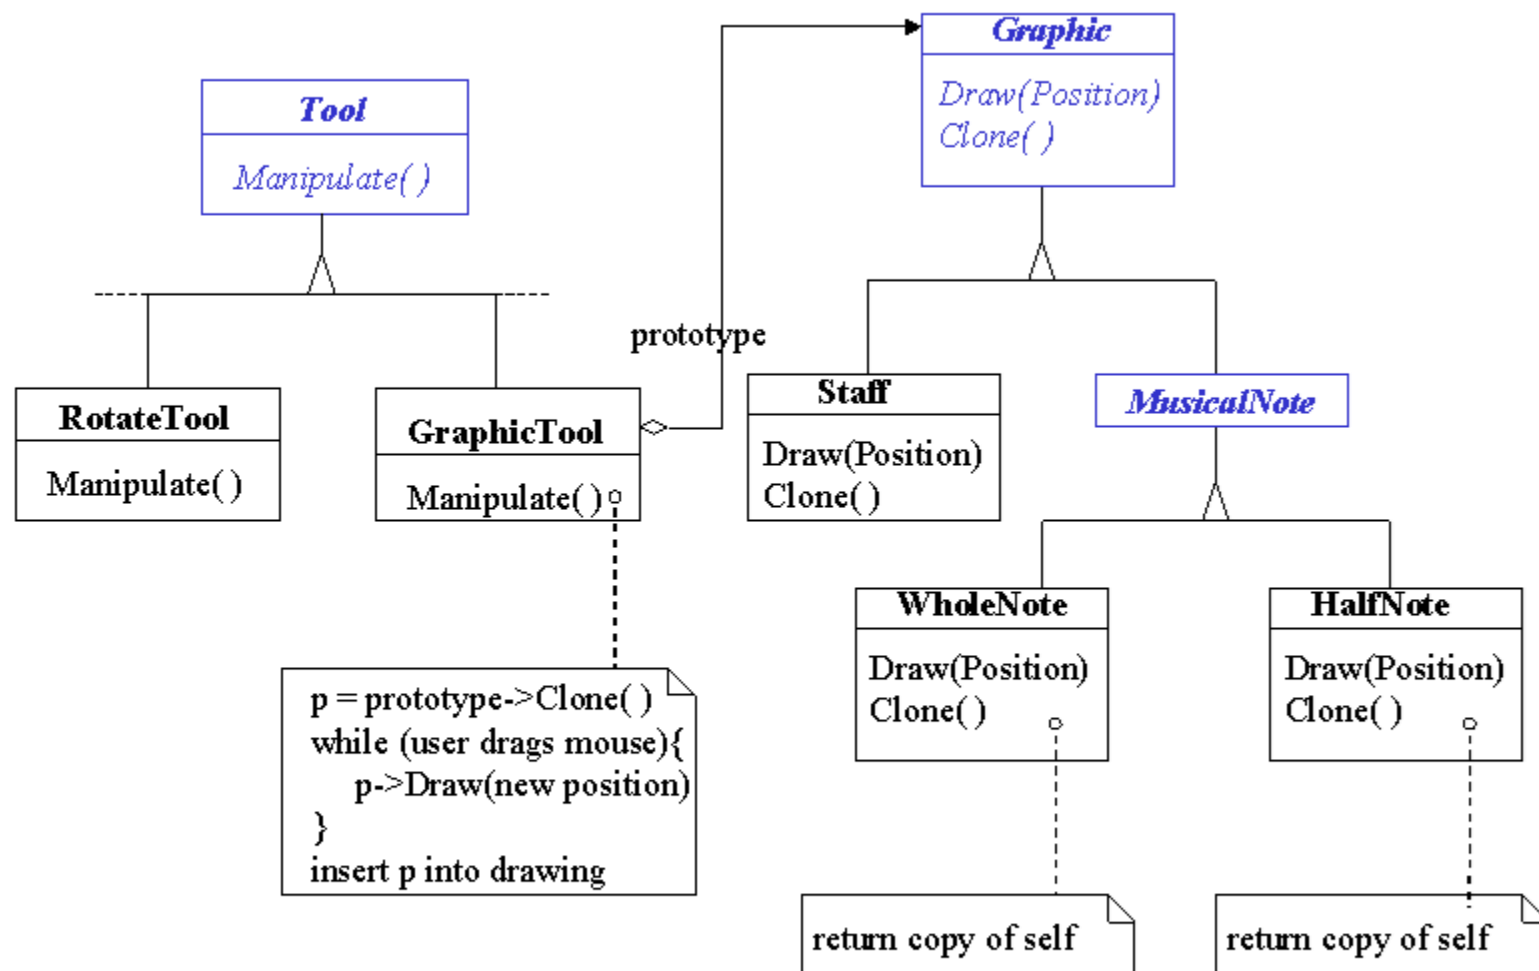 Graphic
Draw(Position)
Clone( )
Tool
Manipulate( )
prototype
RotateTool
Manipulate( )
GraphicTool
Manipulate( )
Staff
Draw(Position)
Clone( )
MusicalNote
WholeNote
Draw(Position)
Clone( )
HalfNote
Draw(Position)
Clone( )
p = prototype->Clone( )
while (user drags mouse){
p->Draw(new position)
}
insert p into drawing
return copy of self
return copy of self